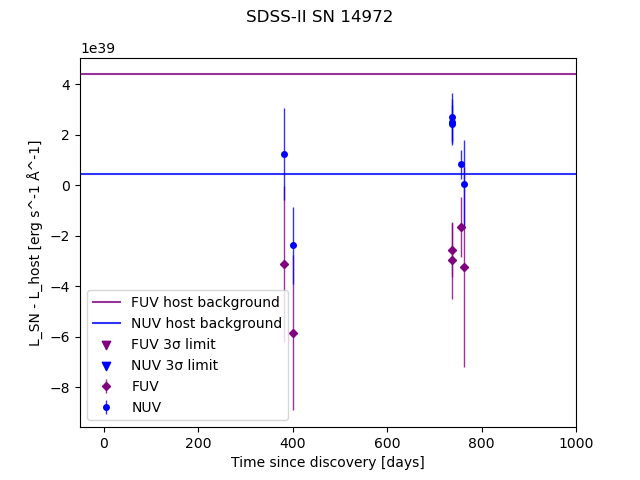 SDSS-II SN 14972
1e39
L_SN - L_host [erg s^-1 Å^-1]
4
2
0
−2
−4
−6
−8
FUV host background
NUV host background
FUV 3σ limit
NUV 3σ limit
FUV
NUV
0 200 400 600 800 1000
Time since discovery [days]